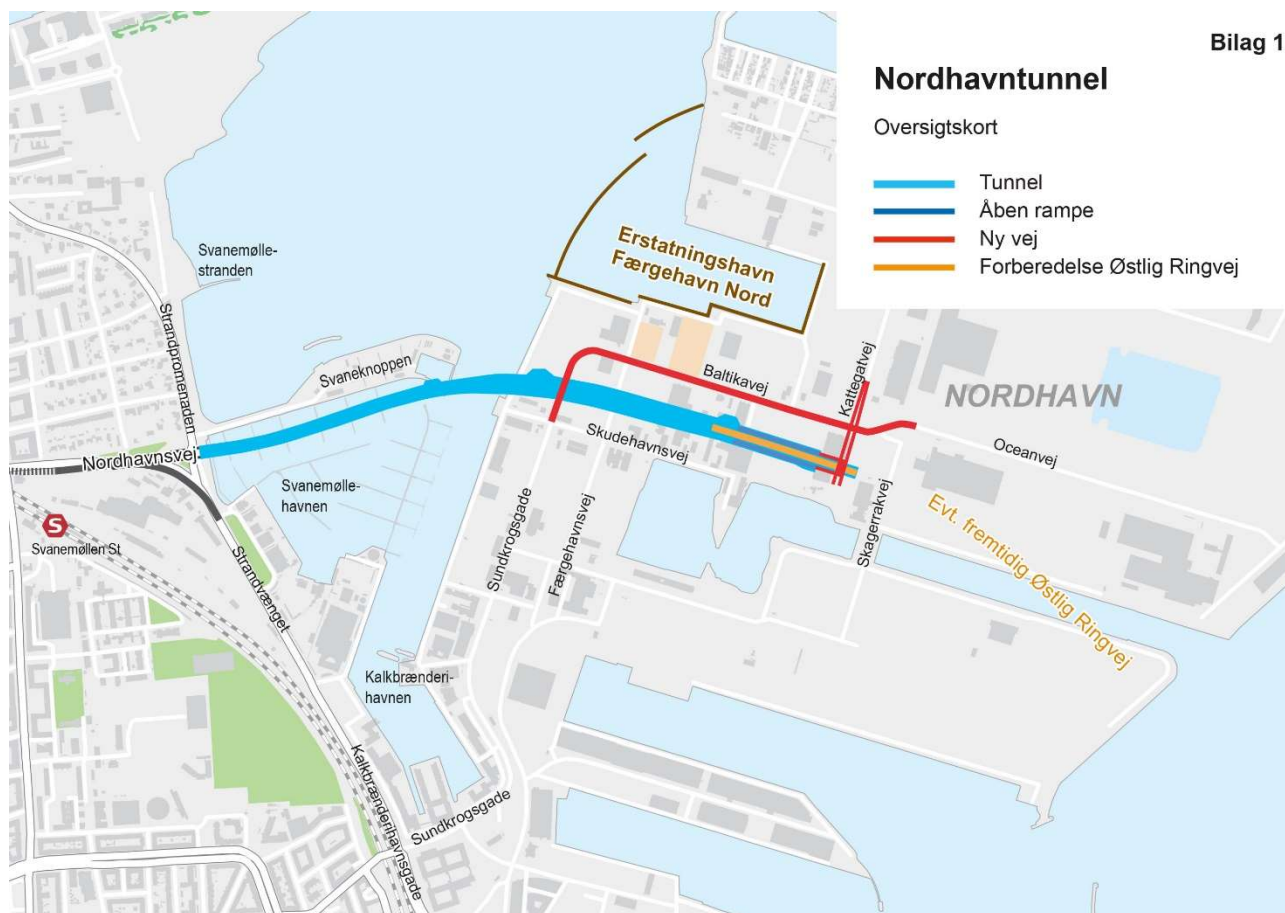 Bilag 1
Nordhavntunnel
Oversigtskort
Tunnel
Åben rampe
Ny vej
Forberedelse Østlig Ringvej
Svanemølle-
stranden
Strandpromenaden
Erstatningshavn
Færgehavn Nord
Svaneknoppen
Baltikavej
Kattegatvej
NORDHAVN
Oceanvej
Nordhavnsvej
Skudehavnsvej
Svanemølle-
havnen
S
Svanemøllen St
Strandvænget
Sundkrogsgade
Færgehavnsvej
Skagerrakvej
Evt. fremtidig Østlig Ringvej
Kalkbrænderi-
havnen
Kalkbrænderihavnsgade
Sundkrogsgade